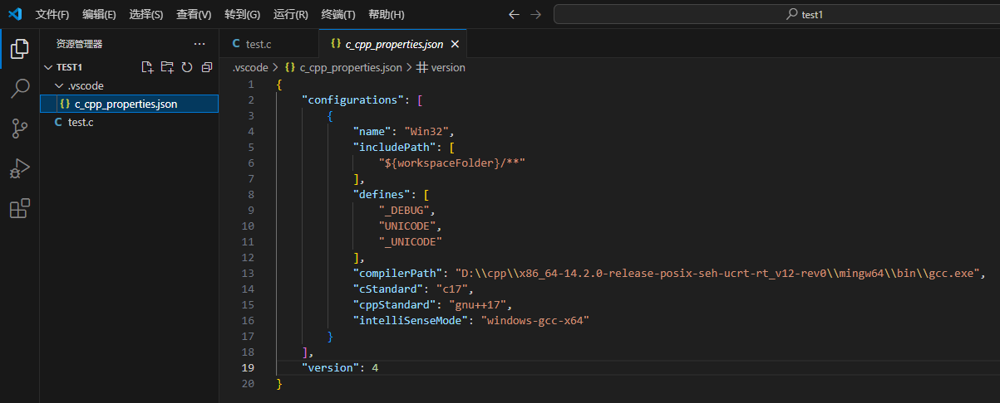 文件(F) 编辑(E) 选择(S) 查看(V) 转到(G) 运行(R) 终端(T) 帮助(H) test1
资源管理器 ···
TEST1
.vscode
{} c_cpp_properties.json
C test.c
C test.c {} c_cpp_properties.json ×
.vscode > {} c_cpp_properties.json > # version
1 {
2 "configurations": [
3 {
4 "name": "Win32",
5 "includePath": [
6 "${workspaceFolder}/**"
7 ],
8 "defines": [
9 "_DEBUG",
10 "UNICODE",
11 "_UNICODE"
12 ],
13 "compilerPath": "D:\\cpp\\x86_64-14.2.0-release-posix-seh-ucrt-rt_v12-rev0\\mingw64\\bin\\gcc.exe",
14 "cStandard": "c17",
15 "cppStandard": "gnu++17",
16 "intelliSenseMode": "windows-gcc-x64"
17 }
18 ],
19 "version": 4
20 }